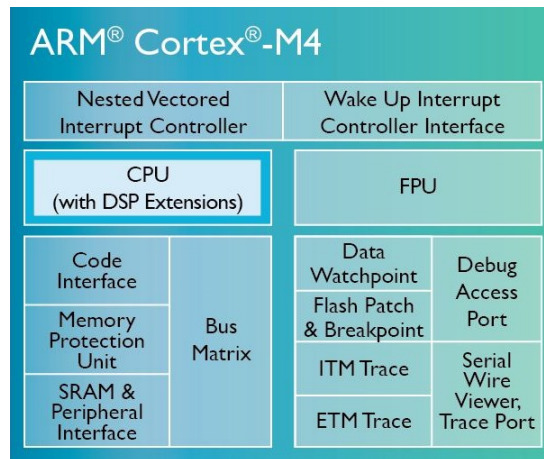 ARM® Cortex®-M4
Nested Vectored
Interrupt Controller
Wake Up Interrupt
Controller Interface
CPU
(with DSP Extensions)
FPU
Code
Interface
Memory
Protection
Unit
SRAM &
Peripheral
Interface
Bus
Matrix
Data
Watchpoint
Flash Patch
& Breakpoint
ITM Trace
ETM Trace
Debug
Access
Port
Serial
Wire
Viewer,
Trace Port